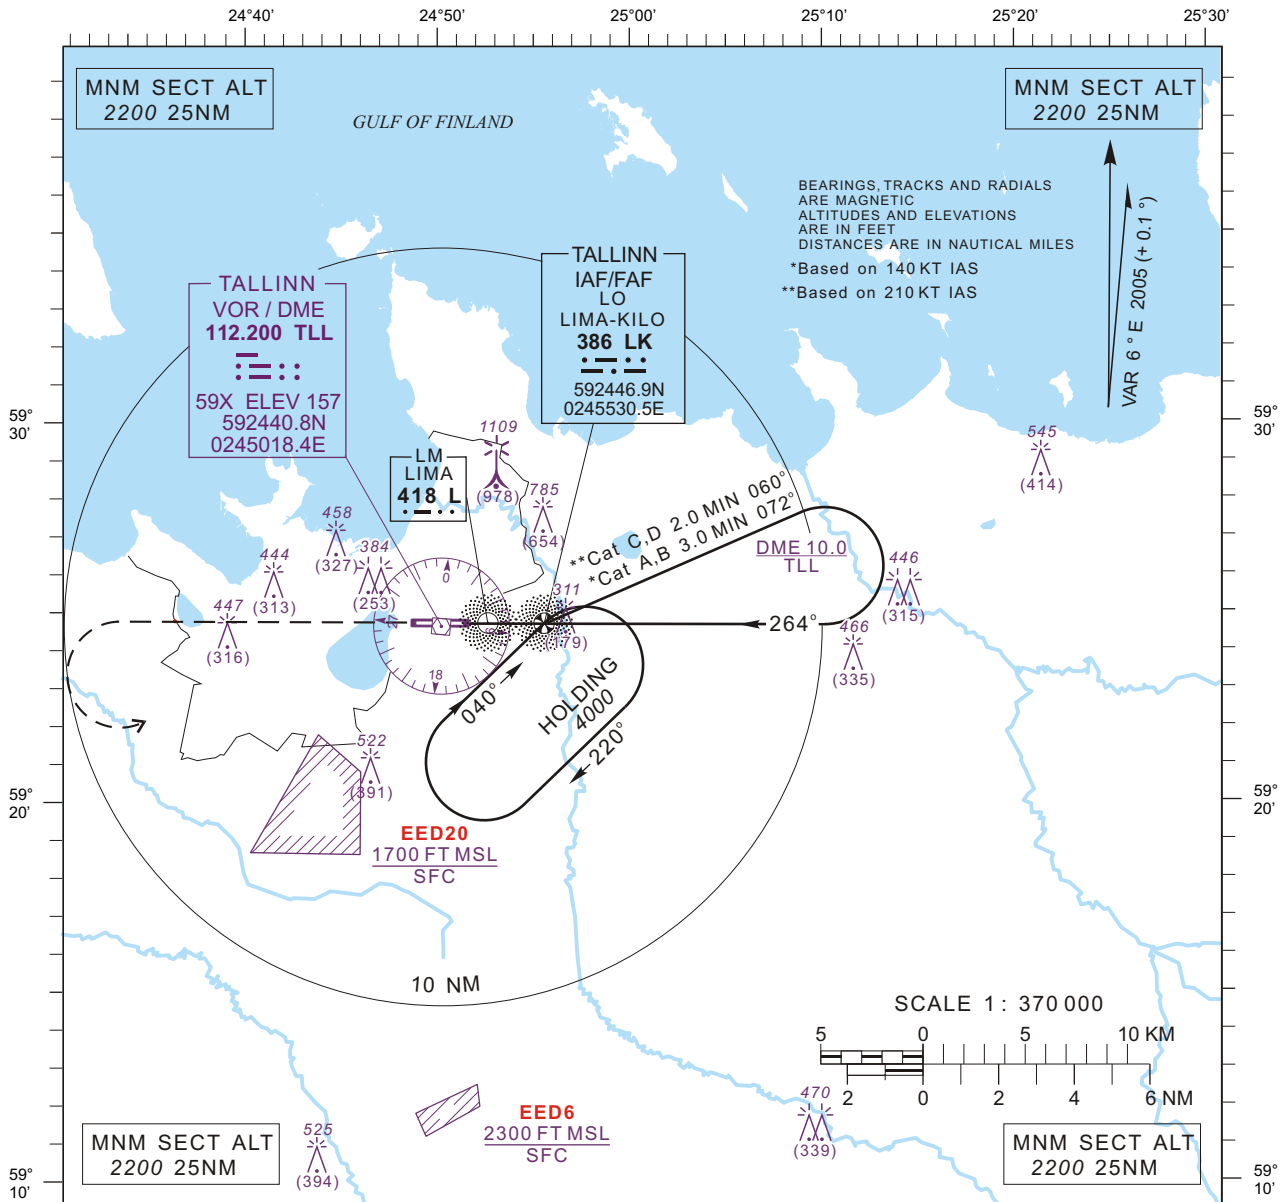 24°40'
24°50'
25°00'
25°10'
25°20'
25°30'
MNM SECT ALT
2200 25NM
GULF OF FINLAND
MNM SECT ALT
2200 25NM
BEARINGS, TRACKS AND RADIALS
ARE MAGNETIC
ALTITUDES AND ELEVATIONS
ARE IN FEET
DISTANCES ARE IN NAUTICAL MILES
*Based on 140 KT IAS
**Based on 210 KT IAS
VAR 6° E 2005 (+ 0.1 °)
TALLINN
VOR / DME
112.200 TLL
59X ELEV 157
592440.8N
0245018.4E
TALLINN
IAF/FAF
LO
LIMA-KILO
386 LK
592446.9N
0245530.5E
LM
LIMA
418 L
59°
30'
59°
30'
1109
(978)
785
(654)
545
(414)
458
(327)
384
(253)
444
(313)
447
(316)
311
(179)
446
(315)
466
(335)
**Cat C,D 2.0 MIN 060°
*Cat A,B 3.0 MIN 072°
DME 10.0
TLL
264°
0
18
27
040°
HOLDING
4000
220°
522
(391)
59°
20'
59°
20'
EED20
1700 FT MSL
SFC
10 NM
SCALE 1 : 370 000
5 0 5 10 KM
2 0 2 4 6 NM
EED6
2300 FT MSL
SFC
470
(339)
525
(394)
MNM SECT ALT
2200 25NM
MNM SECT ALT
2200 25NM
59°
10'
59°
10'